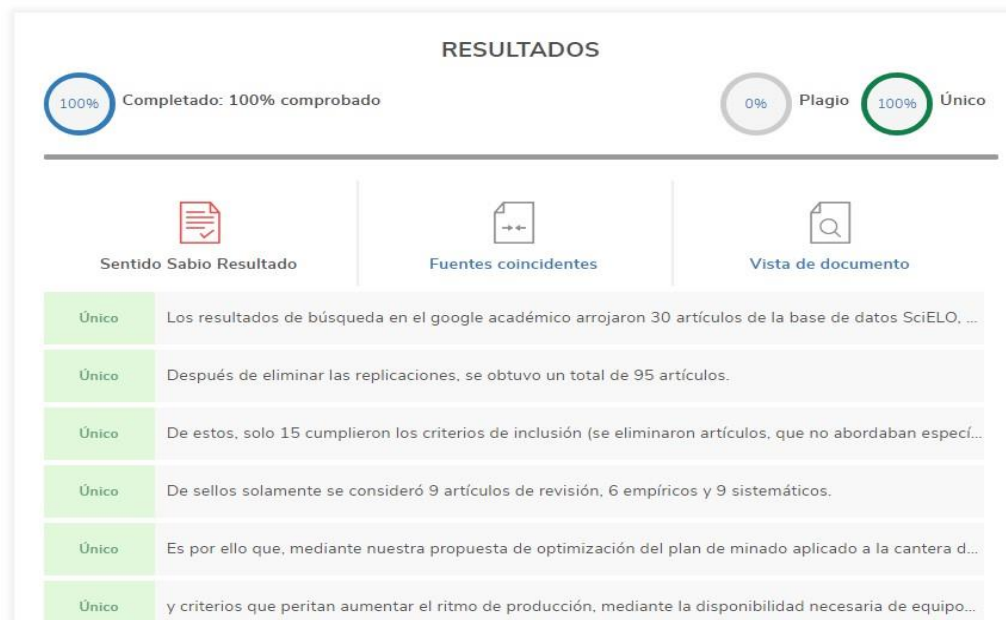 RESULTADOS
100% Completado: 100% comprobado 0% Plagio 100% Único
Sentido Sabio Resultado Fuentes coincidentes Vista de documento
Único Los resultados de búsqueda en el google académico arrojaron 30 artículos de la base de datos SciELO, ...
Único Después de eliminar las replicaciones, se obtuvo un total de 95 artículos.
Único De estos, solo 15 cumplieron los criterios de inclusión (se eliminaron artículos, que no abordaban especí...
Único De sellos solamente se consideró 9 artículos de revisión, 6 empíricos y 9 sistemáticos.
Único Es por ello que, mediante nuestra propuesta de optimización del plan de minado aplicado a la cantera d...
Único y criterios que peritan aumentar el ritmo de producción, mediante la disponibilidad necesaria de equipo...